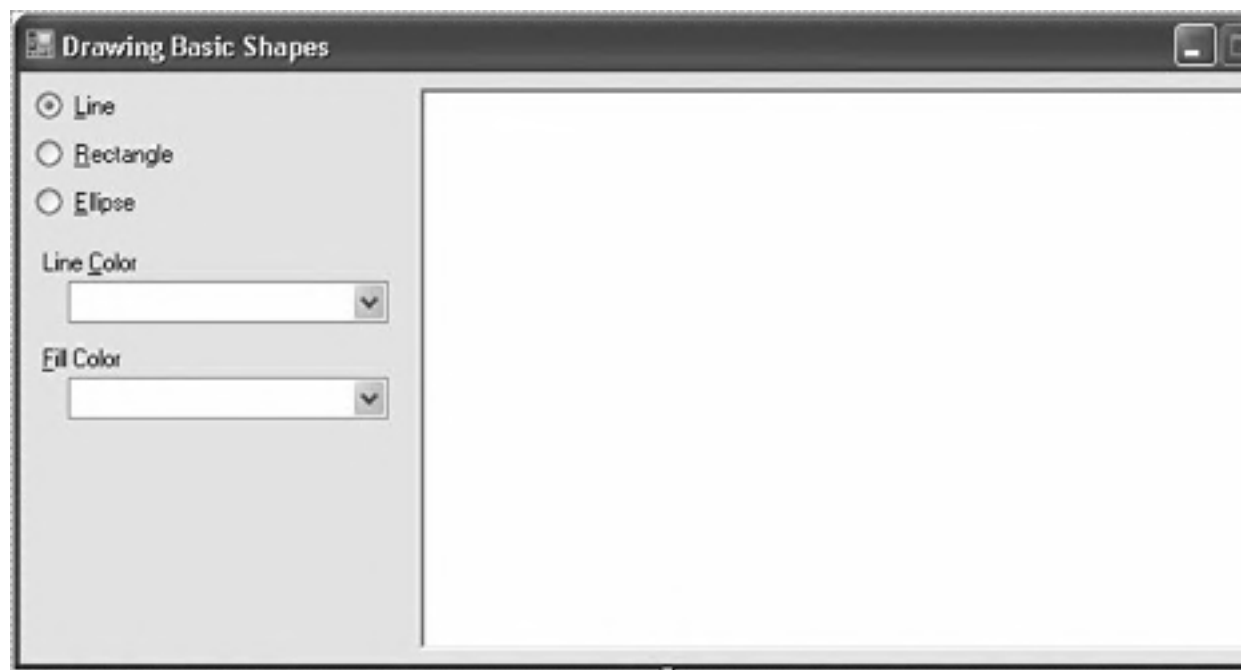 Drawing Basic Shapes
Line
Rectangle
Ellipse
Line Color
Fill Color